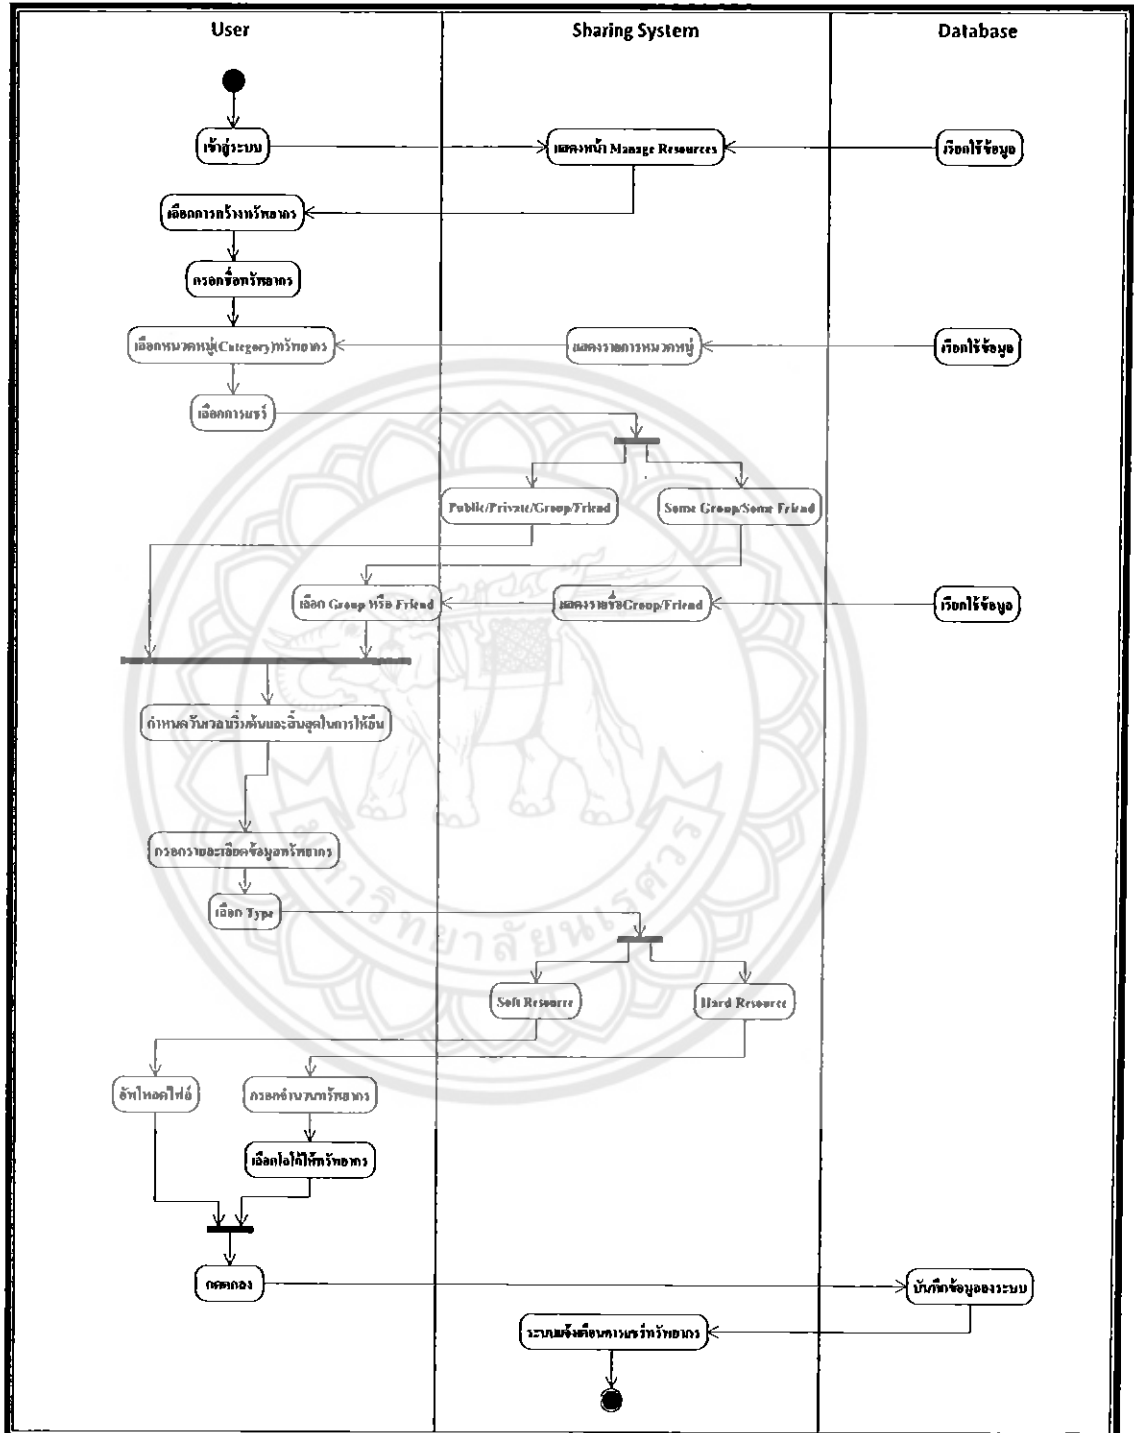 User
Sharing System
Database
เข้าสู่ระบบ
แสดงหน้า Manage Resources
เรียกใช้ข้อมูล
เลือกการสร้างทรัพยากร
กรอกชื่อทรัพยากร
เลือกหมวดหมู่(Category)ทรัพยากร
แสดงรายการหมวดหมู่
เรียกใช้ข้อมูล
เลือกการแชร์
Public/Private/Group/Friend
Some Group/Some Friend
เลือก Group หรือ Friend
แสดงรายชื่อGroup/Friend
เรียกใช้ข้อมูล
กำหนดวันเวลาเริ่มต้นและสิ้นสุดในการให้ยืม
กรอกรายละเอียดข้อมูลทรัพยากร
เลือก Type
มหาวิทยาลัยนเรศวร
Soft Resource
Hard Resource
อัพโหลดไฟล์
กรอกจำนวนทรัพยากร
เลือกโลโก้ให้ทรัพยากร
กดตกลง
บันทึกข้อมูลลงระบบ
ระบบแจ้งเตือนการแชร์ทรัพยากร